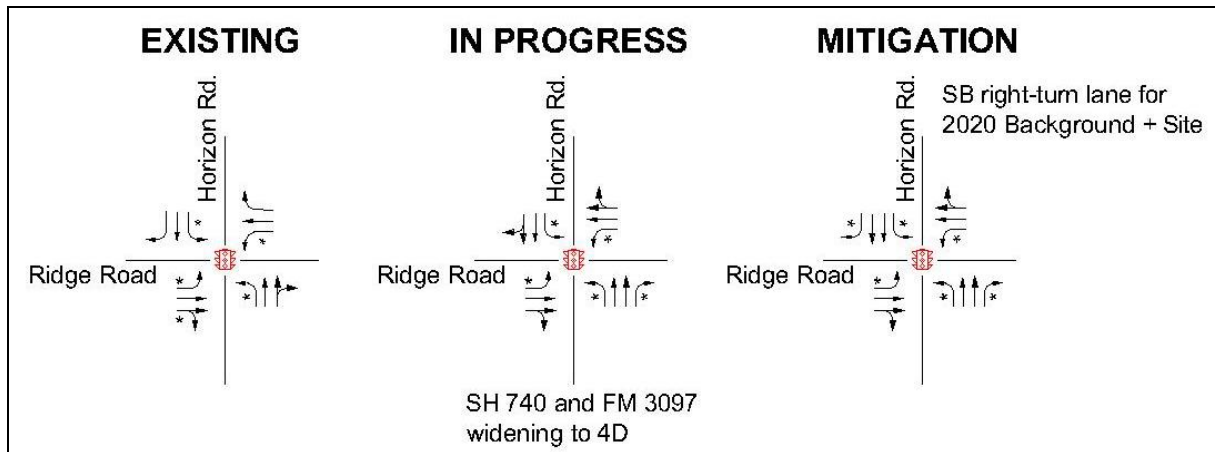 EXISTING
Horizon Rd.
Ridge Road
IN PROGRESS
Horizon Rd.
Ridge Road
SH 740 and FM 3097
widening to 4D
MITIGATION
SB right-turn lane for
2020 Background + Site
Horizon Rd.
Ridge Road